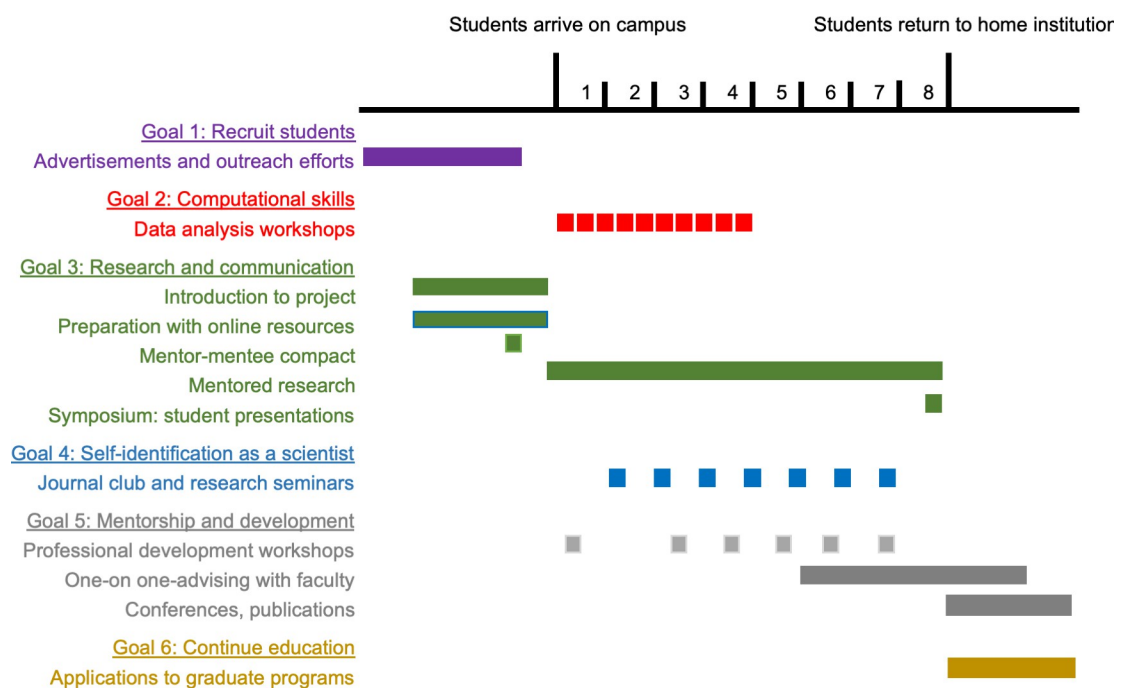 Students arrive on campus
Students return to home institution
1 2 3 4 5 6 7 8
Goal 1: Recruit students
Advertisements and outreach efforts
Goal 2: Computational skills
Data analysis workshops
Goal 3: Research and communication
Introduction to project
Preparation with online resources
Mentor-mentee compact
Mentored research
Symposium: student presentations
Goal 4: Self-identification as a scientist
Journal club and research seminars
Goal 5: Mentorship and development
Professional development workshops
One-on one-advising with faculty
Conferences, publications
Goal 6: Continue education
Applications to graduate programs